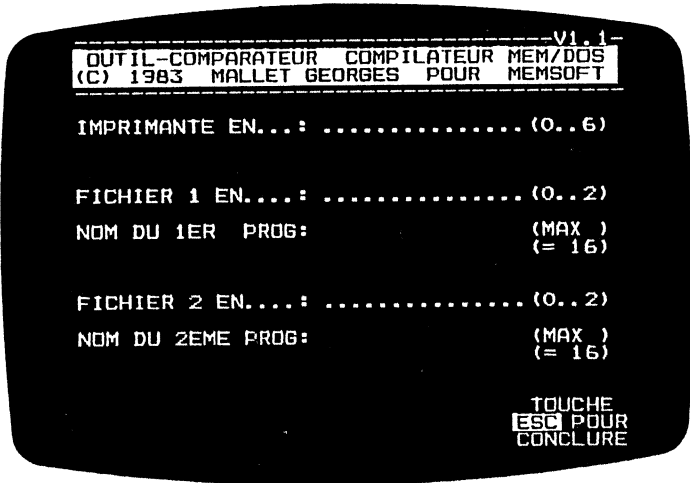 ------------------------------V1.1-
OUTIL-COMPARATEUR COMPILATEUR MEM/DOS
(C) 1983 MALLET GEORGES POUR MEMSOFT
-----------------------------------
IMPRIMANTE EN...: ...............(0..6)
FICHIER 1 EN....: ...............(0..2)
NOM DU 1ER PROG: (MAX )
(= 16)
FICHIER 2 EN....: ...............(0..2)
NOM DU 2EME PROG: (MAX )
(= 16)
TOUCHE
ESC POUR
CONCLURE